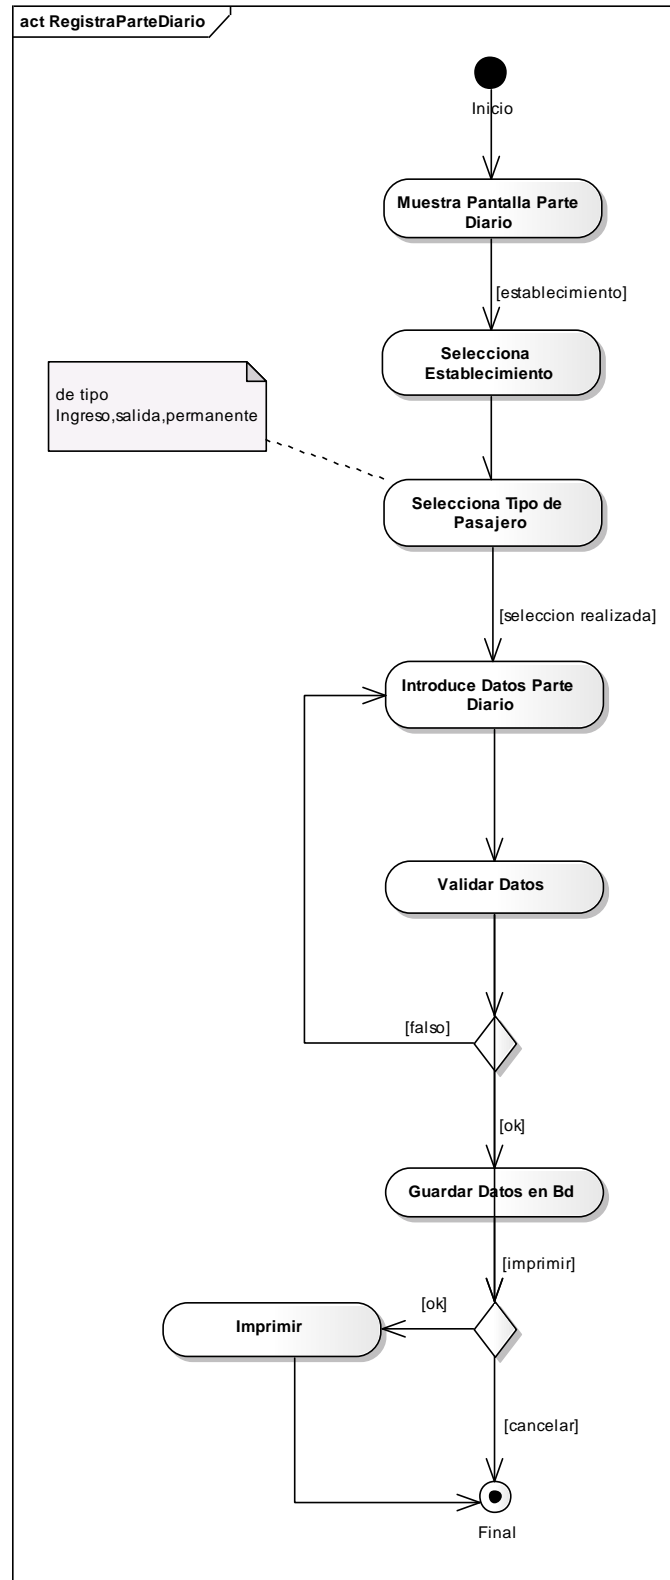 act RegistraParteDiario
Inicio
Muestra Pantalla Parte
Diario
[establecimiento]
Selecciona
Establecimiento
de tipo
Ingreso,salida,permanente
Selecciona Tipo de
Pasajero
[seleccion realizada]
Introduce Datos Parte
Diario
Validar Datos
[falso]
[ok]
Guardar Datos en Bd
[imprimir]
[ok]
Imprimir
[cancelar]
Final